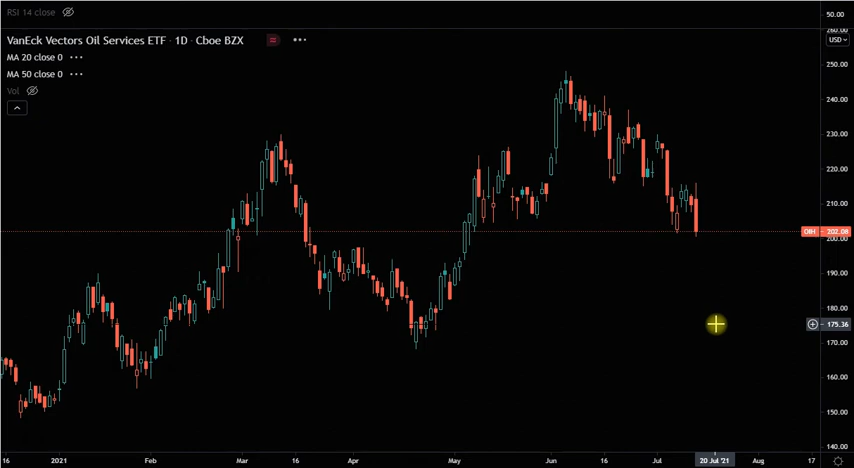 RSI 14 close
50.00
260.00
VanEck Vectors Oil Services ETF · 1D · Cboe BZX
USD
MA 20 close 0
MA 50 close 0
Vol
250.00
240.00
230.00
220.00
210.00
OIH 202.08
200.00
190.00
180.00
175.36
170.00
160.00
150.00
140.00
16 2021 Feb Mar 16 Apr May Jun 16 Jul 20 Jul '21 Aug 17